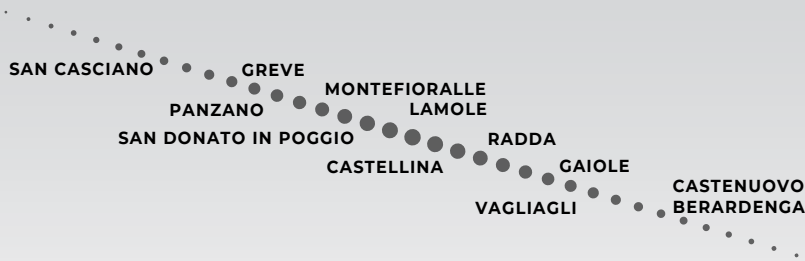 SAN CASCIANO
GREVE
MONTEFIORALLE
PANZANO
LAMOLE
SAN DONATO IN POGGIO
RADDA
CASTELLINA
GAIOLE
CASTENUOVO
BERARDENGA
VAGLIAGLI